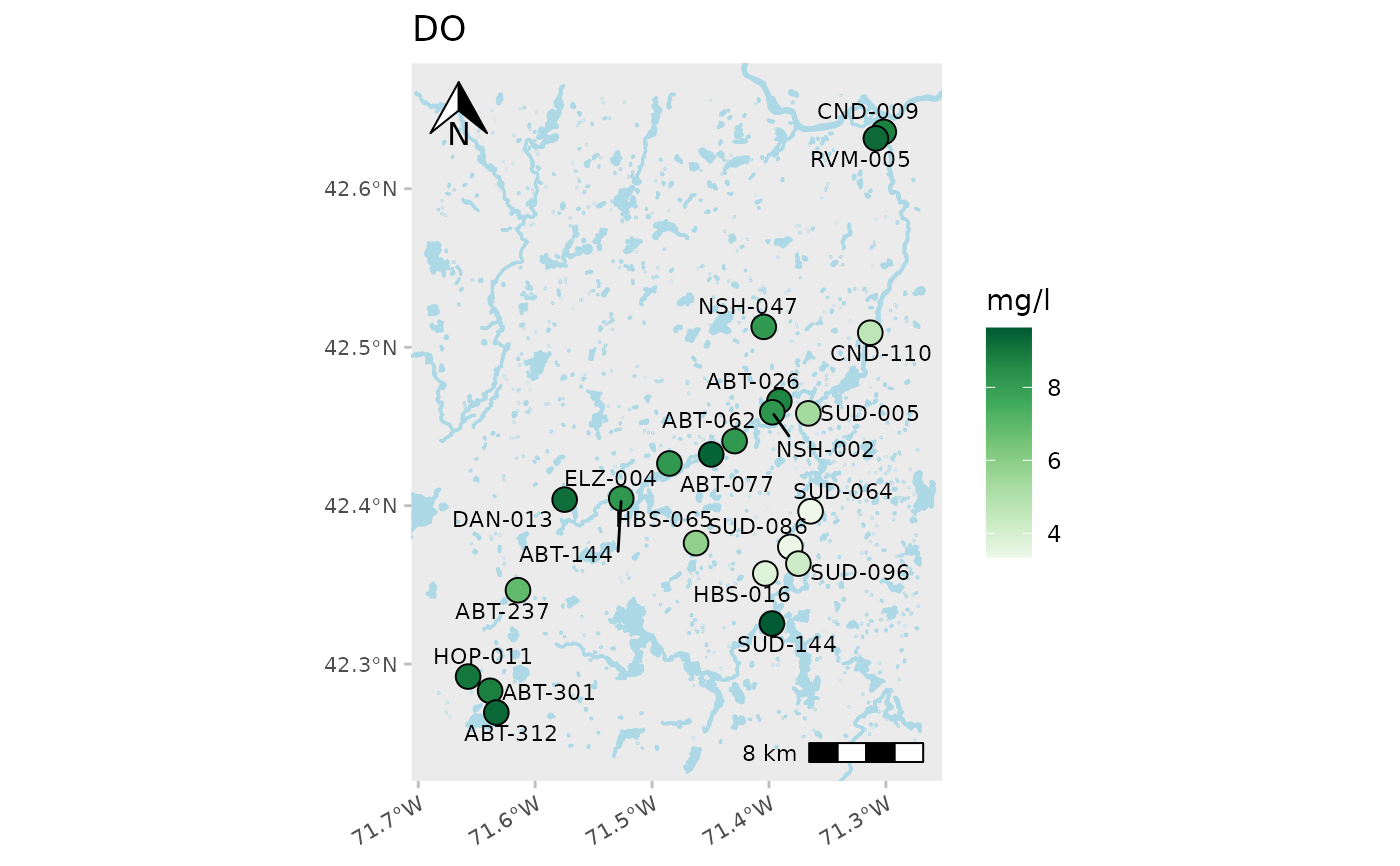 DO
N
CND-009
RVM-005
42.6°N
NSH-047
42.5°N
CND-110
ABT-026
SUD-005
ABT-062
NSH-002
ELZ-004
ABT-077
SUD-064
42.4°N
DAN-013
HBS-065
SUD-086
ABT-144
SUD-096
HBS-016
ABT-237
SUD-144
HOP-011
42.3°N
ABT-301
ABT-312
8 km
71.7°W
71.6°W
71.5°W
71.4°W
71.3°W
mg/l
8
6
4